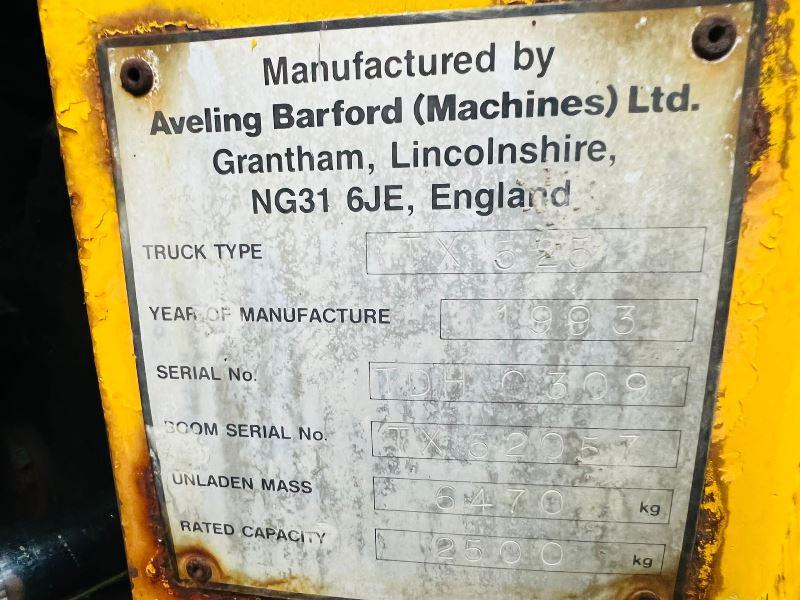 Manufactured by
Aveling Barford (Machines) Ltd.
Grantham, Lincolnshire,
NG31 6JE, England
TRUCK TYPE TX 525
YEAR OF MANUFACTURE 1993
SERIAL No. TDH 0309
BOOM SERIAL No. TX 52057
UNLADEN MASS 6470 kg
RATED CAPACITY 2500 kg